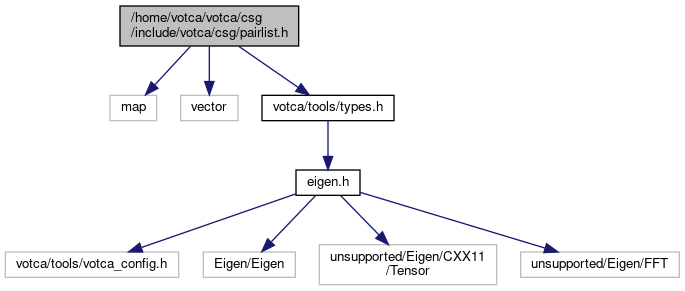 /home/votca/votca/csg
/include/votca/csg/pairlist.h
map
vector
votca/tools/types.h
eigen.h
votca/tools/votca_config.h
Eigen/Eigen
unsupported/Eigen/CXX11
/Tensor
unsupported/Eigen/FFT